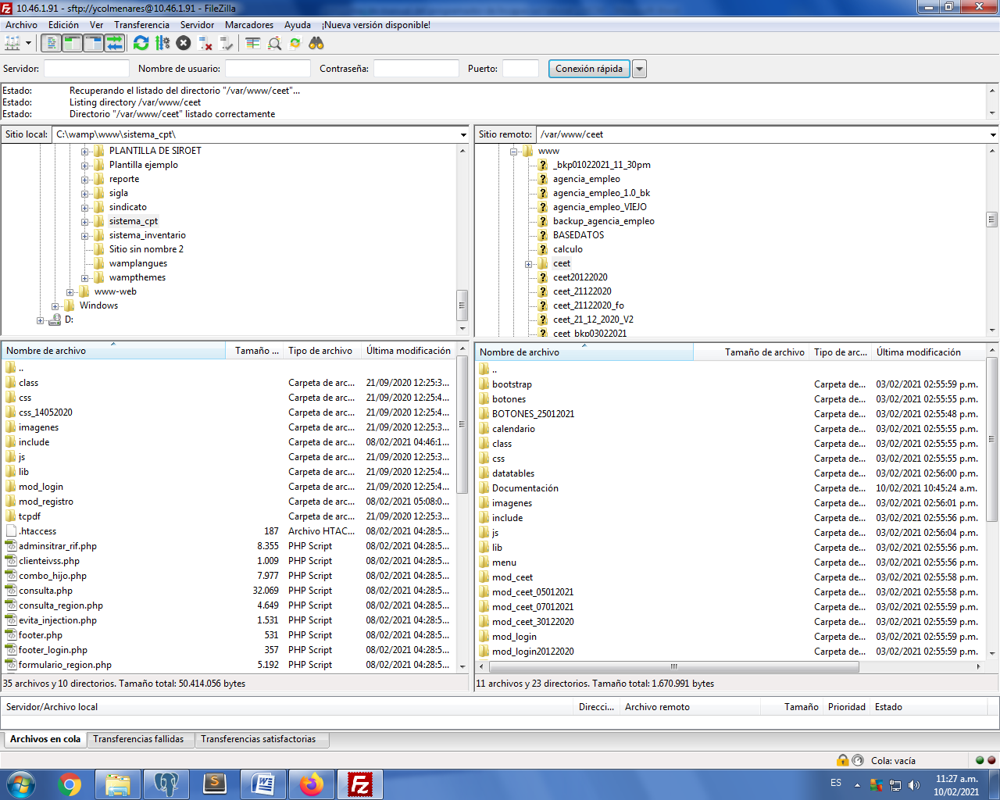 10.46.1.91 - sftp://ycolmenares@10.46.1.91 - FileZilla
Archivo Edición Ver Transferencia Servidor Marcadores Ayuda ¡Nueva versión disponible!
Servidor: Nombre de usuario: Contraseña: Puerto: Conexión rápida
Estado: Recuperando el listado del directorio "/var/www/ceet"...
Estado: Listing directory /var/www/ceet
Estado: Directorio "/var/www/ceet" listado correctamente
Sitio local: C:\wamp\www\sistema_cpt\
PLANTILLA DE SIROET
Plantilla ejemplo
reporte
sigla
sindicato
sistema_cpt
sistema_inventario
Sitio sin nombre 2
wamplangues
wampthemes
www-web
Windows
D:
Nombre de archivo Tamaño ... Tipo de archivo Última modificación
..
class Carpeta de arc... 21/09/2020 12:25:3...
css Carpeta de arc... 21/09/2020 12:25:4...
css_14052020 Carpeta de arc... 21/09/2020 12:25:4...
imagenes Carpeta de arc... 21/09/2020 12:25:3...
include Carpeta de arc... 08/02/2021 04:46:1...
js Carpeta de arc... 21/09/2020 12:25:3...
lib Carpeta de arc... 21/09/2020 12:25:4...
mod_login Carpeta de arc... 21/09/2020 12:25:4...
mod_registro Carpeta de arc... 08/02/2021 05:08:0...
tcpdf Carpeta de arc... 21/09/2020 12:25:3...
.htaccess 187 Archivo HTAC... 08/02/2021 04:28:5...
adminsitrar_rif.php 8.355 PHP Script 08/02/2021 04:28:5...
clienteivss.php 1.009 PHP Script 08/02/2021 04:28:5...
combo_hijo.php 7.977 PHP Script 08/02/2021 04:28:5...
consulta.php 32.069 PHP Script 08/02/2021 04:28:5...
consulta_region.php 4.649 PHP Script 08/02/2021 04:28:5...
evita_injection.php 1.531 PHP Script 08/02/2021 04:28:5...
footer.php 531 PHP Script 08/02/2021 04:28:5...
footer_login.php 357 PHP Script 08/02/2021 04:28:5...
formulario_region.php 5.192 PHP Script 08/02/2021 04:28:5...
35 archivos y 10 directorios. Tamaño total: 50.414.056 bytes
Sitio remoto: /var/www/ceet
www
_bkp01022021_11_30pm
agencia_empleo
agencia_empleo_1.0_bk
agencia_empleo_VIEJO
backup_agencia_empleo
BASEDATOS
calculo
ceet
ceet20122020
ceet_21122020
ceet_21122020_fo
ceet_21_12_2020_V2
ceet_bkp03022021
Nombre de archivo Tamaño de archivo Tipo de arc... Última modificación
..
bootstrap Carpeta de... 03/02/2021 02:55:59 p.m.
botones Carpeta de... 03/02/2021 02:55:55 p.m.
BOTONES_25012021 Carpeta de... 03/02/2021 02:55:48 p.m.
calendario Carpeta de... 03/02/2021 02:55:55 p.m.
class Carpeta de... 03/02/2021 02:55:55 p.m.
css Carpeta de... 03/02/2021 02:55:55 p.m.
datatables Carpeta de... 03/02/2021 02:56:00 p.m.
Documentación Carpeta de... 10/02/2021 10:45:24 a.m.
imagenes Carpeta de... 03/02/2021 02:56:01 p.m.
include Carpeta de... 03/02/2021 02:55:56 p.m.
js Carpeta de... 03/02/2021 02:56:04 p.m.
lib Carpeta de... 03/02/2021 02:55:56 p.m.
menu Carpeta de... 03/02/2021 02:55:56 p.m.
mod_ceet Carpeta de... 03/02/2021 02:55:58 p.m.
mod_ceet_05012021 Carpeta de... 03/02/2021 02:55:58 p.m.
mod_ceet_07012021 Carpeta de... 03/02/2021 02:55:59 p.m.
mod_ceet_30122020 Carpeta de... 03/02/2021 02:55:59 p.m.
mod_login Carpeta de... 03/02/2021 02:55:59 p.m.
mod_login20122020 Carpeta de... 03/02/2021 02:55:59 p.m.
11 archivos y 23 directorios. Tamaño total: 1.670.991 bytes
Servidor/Archivo local Direcci... Archivo remoto Tamaño Prioridad Estado
Archivos en cola Transferencias fallidas Transferencias satisfactorias
Cola: vacía
ES 11:27 a.m.
10/02/2021